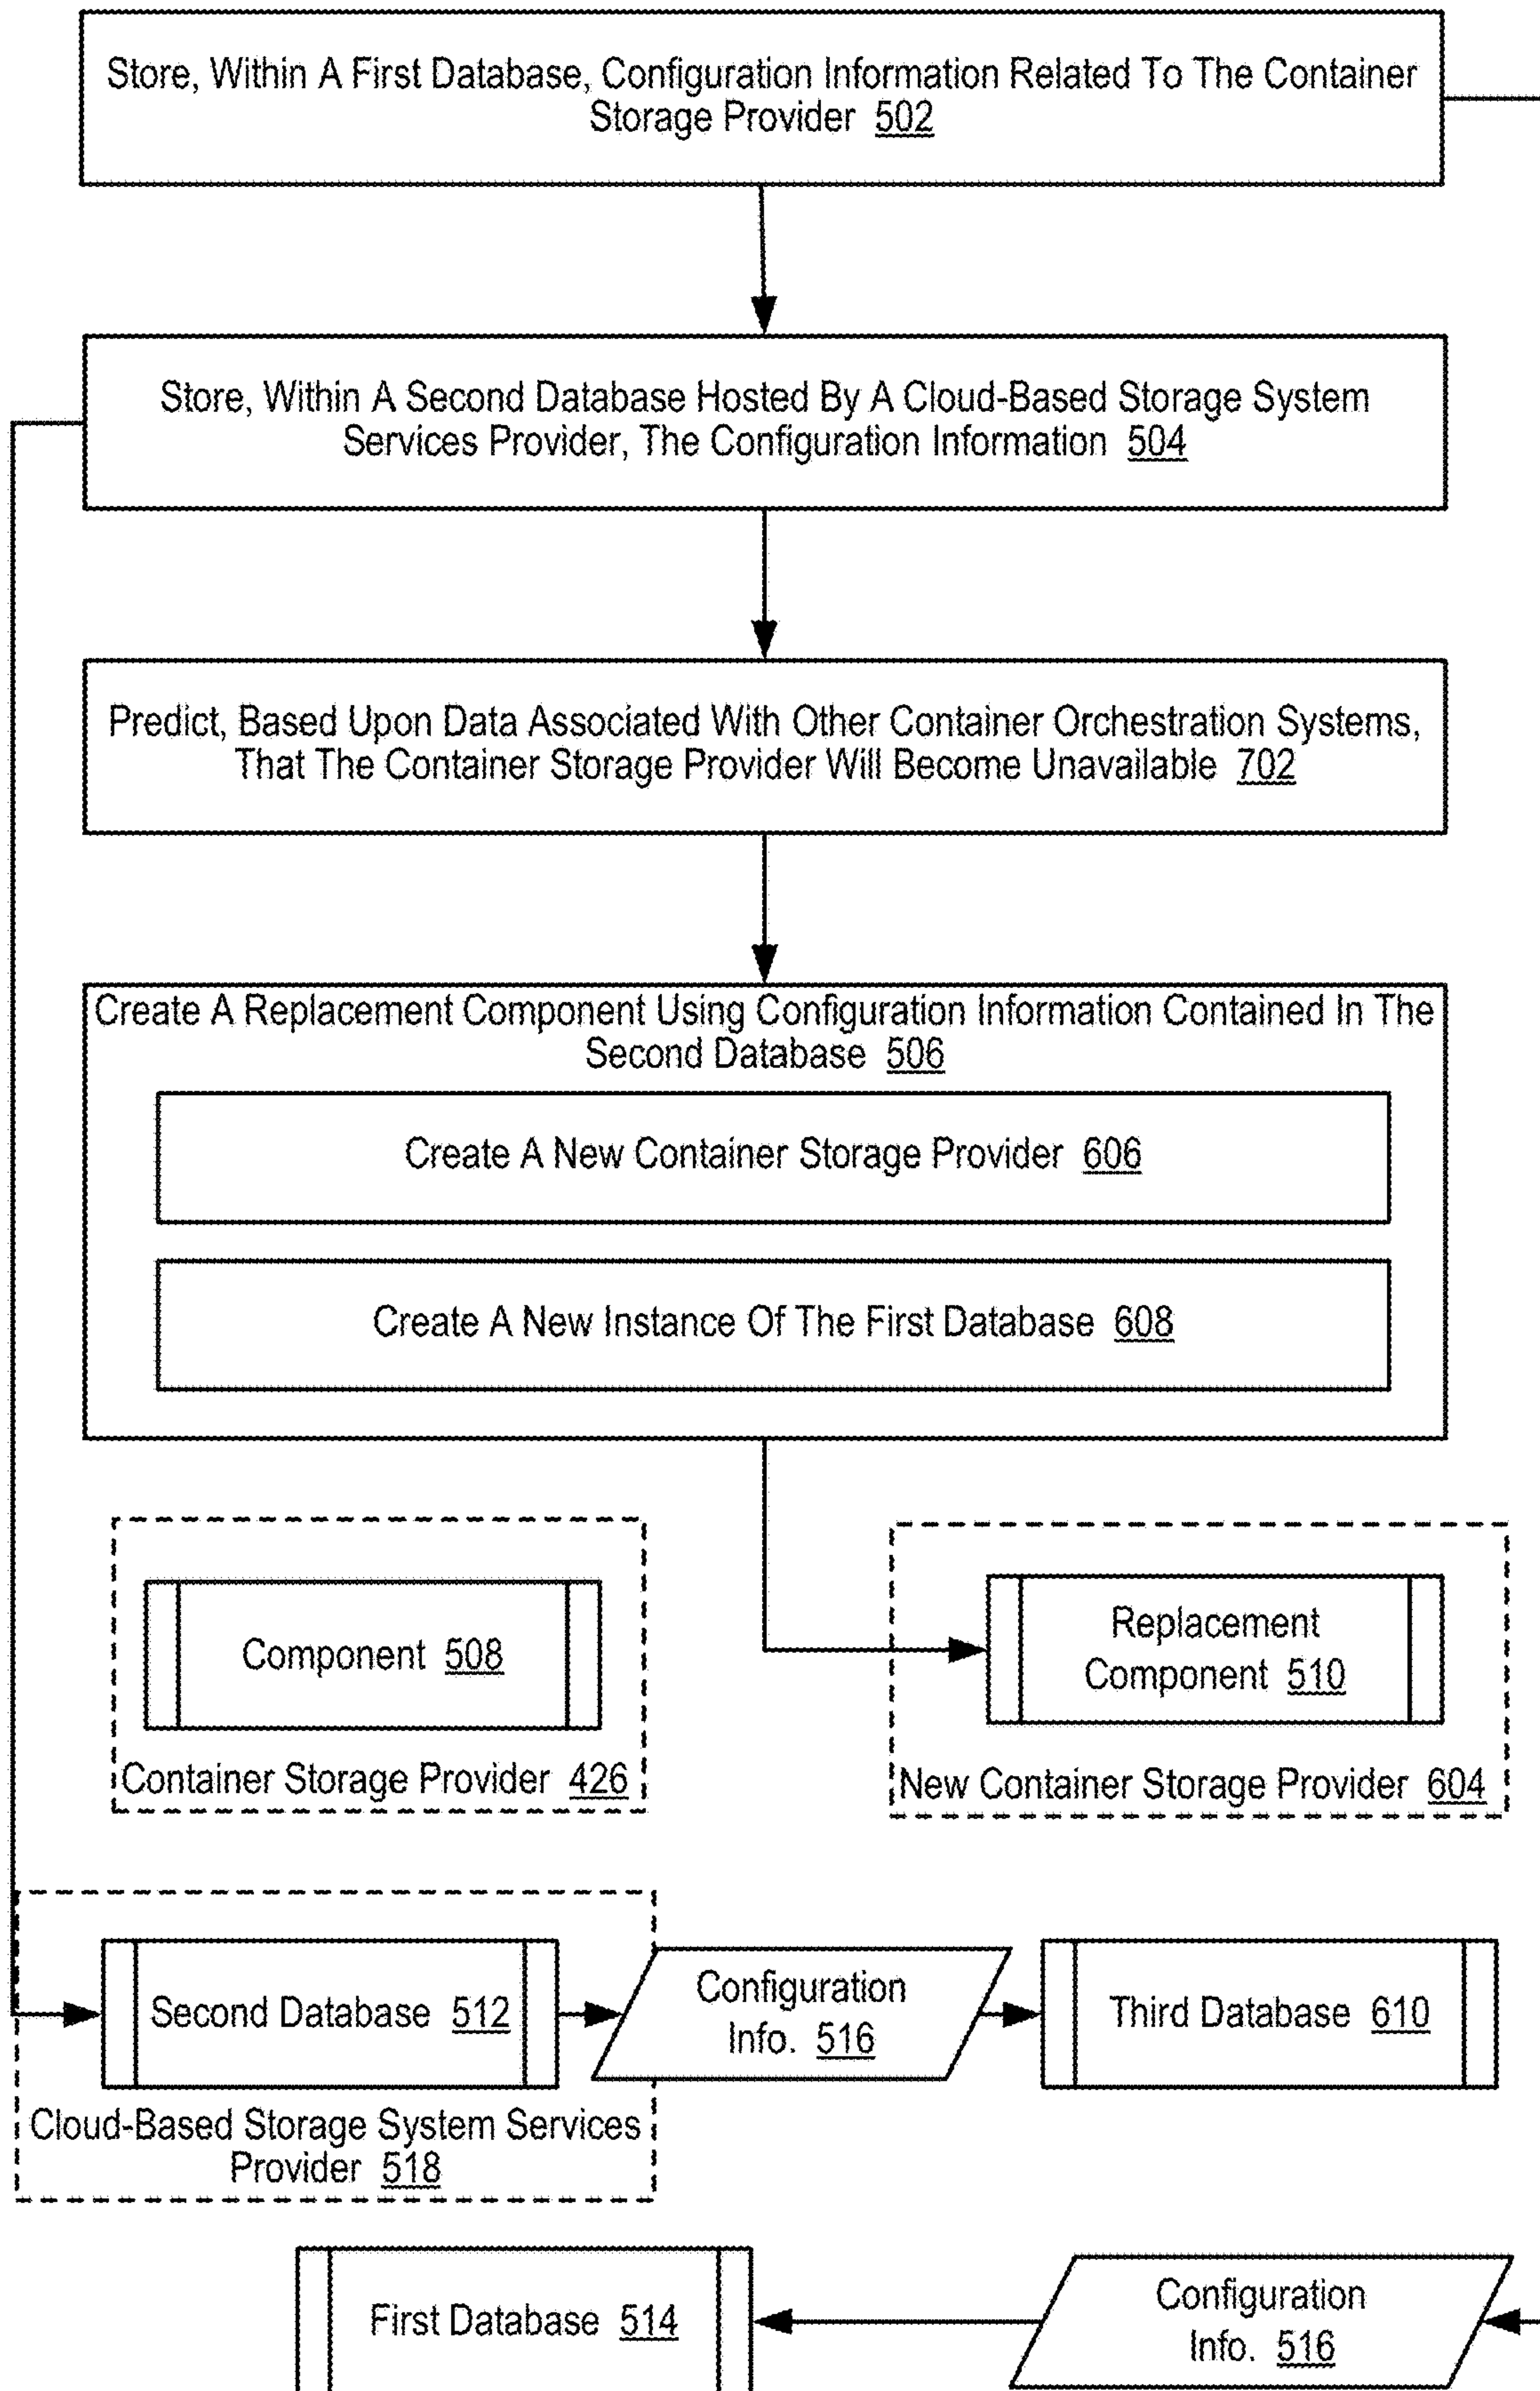 Store, Within A First Database, Configuration Information Related To The Container
Storage Provider 502
Store, Within A Second Database Hosted By A Cloud-Based Storage System
Services Provider, The Configuration Information 504
Predict, Based Upon Data Associated With Other Container Orchestration Systems,
That The Container Storage Provider Will Become Unavailable 702
Create A Replacement Component Using Configuration Information Contained In The
Second Database 506
Create A New Container Storage Provider 606
Create A New Instance Of The First Database 608
Component 508
Container Storage Provider 426
Replacement
Component 510
New Container Storage Provider 604
Second Database 512
Cloud-Based Storage System Services
Provider 518
Configuration
Info. 516
Third Database 610
First Database 514
Configuration
Info. 516